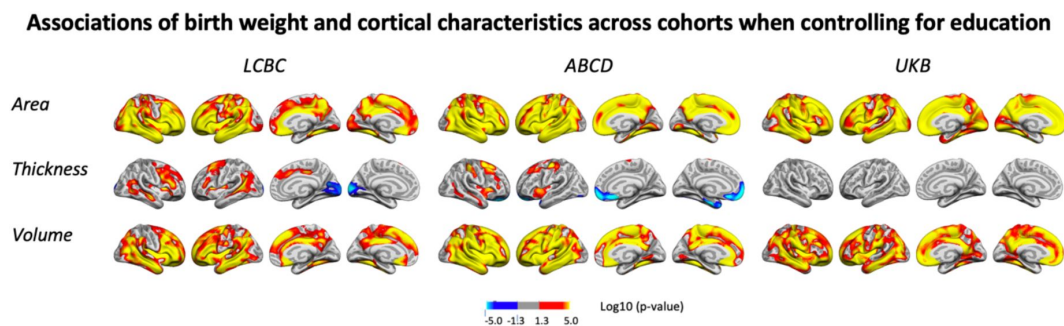 Associations of birth weight and cortical characteristics across cohorts when controlling for education
LCBC ABCD UKB
Area
Thickness
Volume
Log10 (p-value)
-5.0 -1.3 1.3 5.0